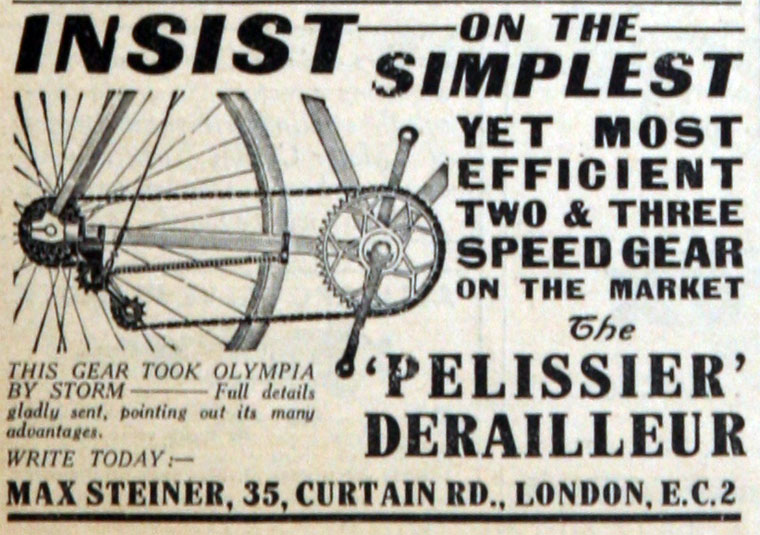 INSIST — ON THE —
SIMPLEST
YET MOST
EFFICIENT
TWO & THREE
SPEED GEAR
ON THE MARKET
The
'PELISSIER'
DERAILLEUR
THIS GEAR TOOK OLYMPIA
BY STORM ——— Full details
gladly sent, pointing out its many
advantages.
WRITE TODAY:—
MAX STEINER, 35, CURTAIN RD., LONDON, E.C.2